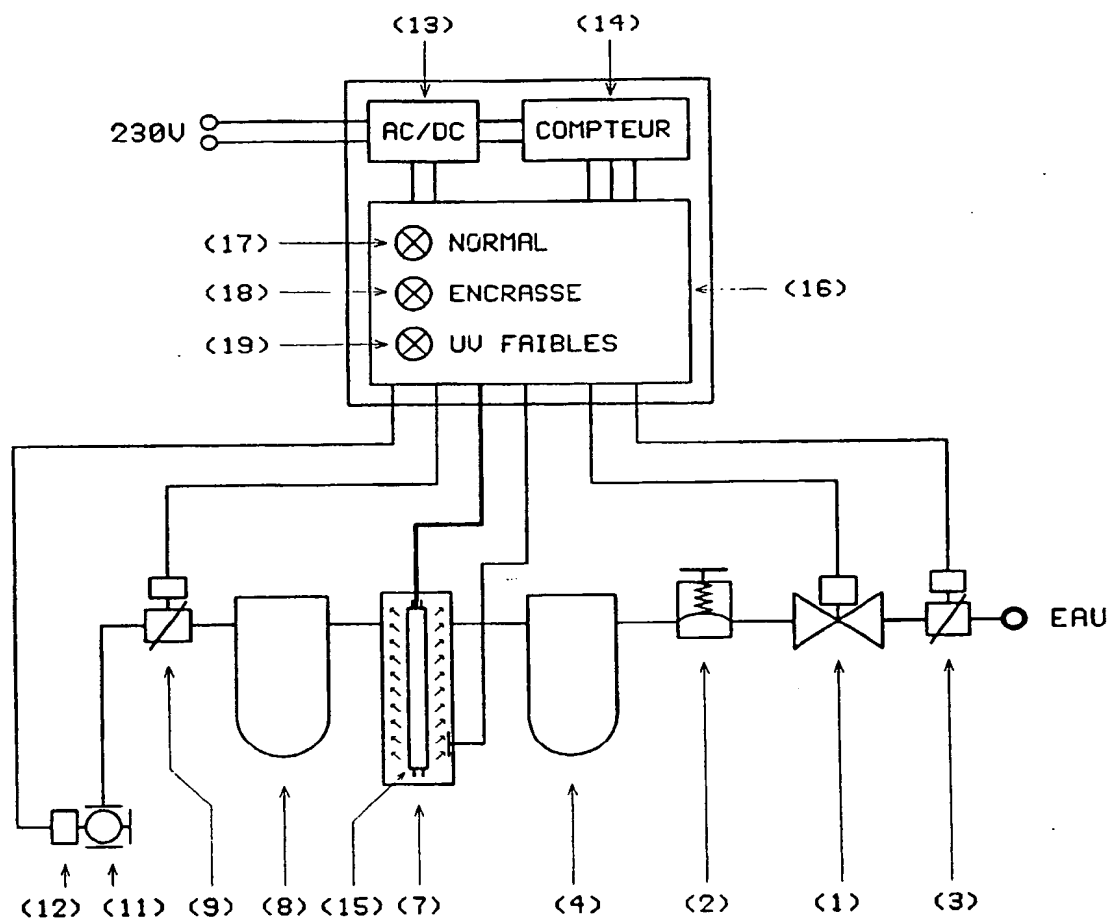 (13) (14)
230V AC/DC COMPTEUR
(17) NORMAL
(18) ENCRASSE (16)
(19) UV FAIBLES
EAU
(12) (11) (9) (8) (15) (7) (4) (2) (1) (3)